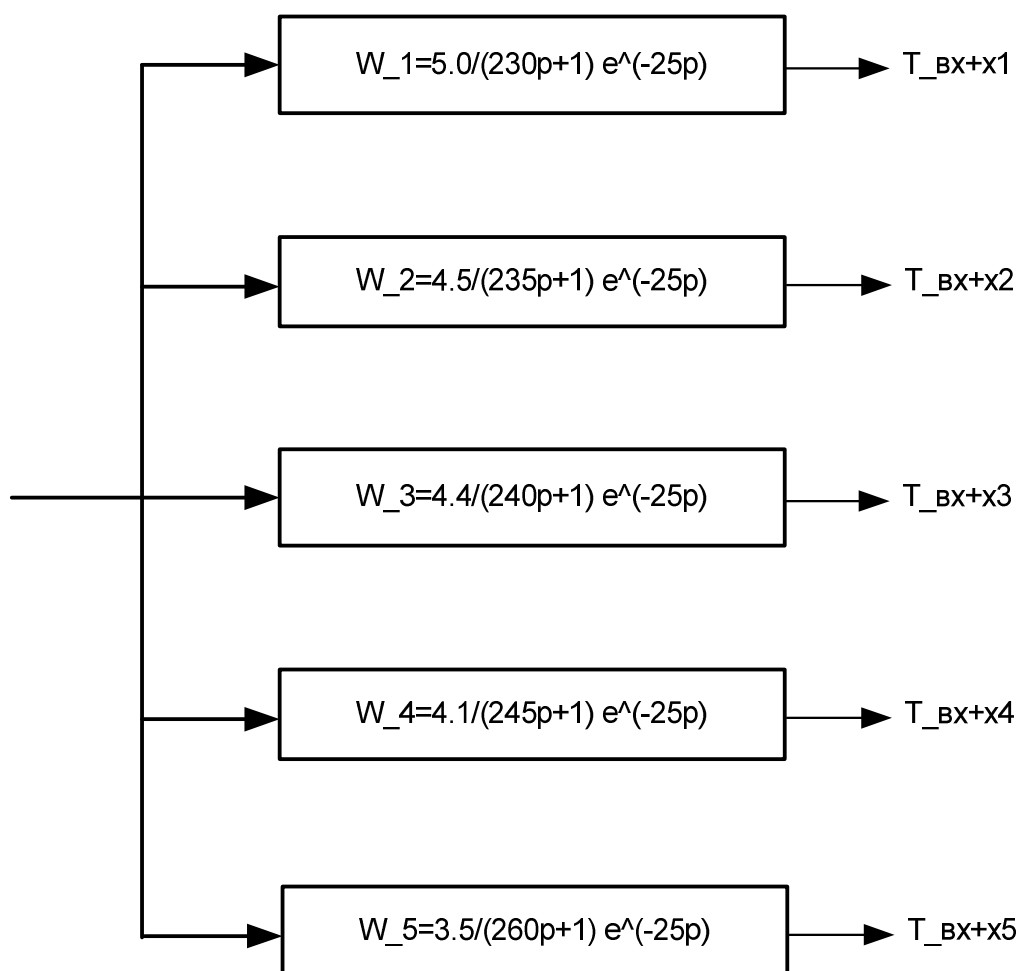 W_1=5.0/(230p+1) e^(-25p) T_вх+x1
W_2=4.5/(235p+1) e^(-25p) T_вх+x2
W_3=4.4/(240p+1) e^(-25p) T_вх+x3
W_4=4.1/(245p+1) e^(-25p) T_вх+x4
W_5=3.5/(260p+1) e^(-25p) T_вх+x5